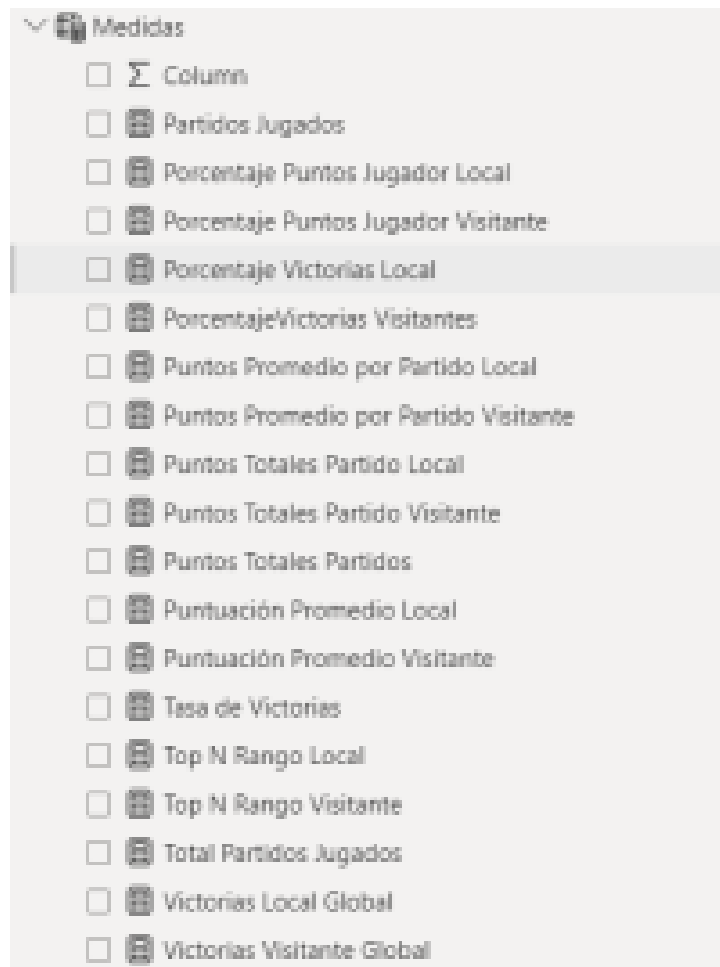 Medidas
Column
Partidos Jugados
Porcentaje Puntos Jugador Local
Porcentaje Puntos Jugador Visitante
Porcentaje Victorias Local
PorcentajeVictorias Visitantes
Puntos Promedio por Partido Local
Puntos Promedio por Partido Visitante
Puntos Totales Partido Local
Puntos Totales Partido Visitante
Puntos Totales Partidos
Puntuación Promedio Local
Puntuación Promedio Visitante
Tasa de Victorias
Top N Rango Local
Top N Rango Visitante
Total Partidos Jugados
Victorias Local Global
Victorias Visitante Global